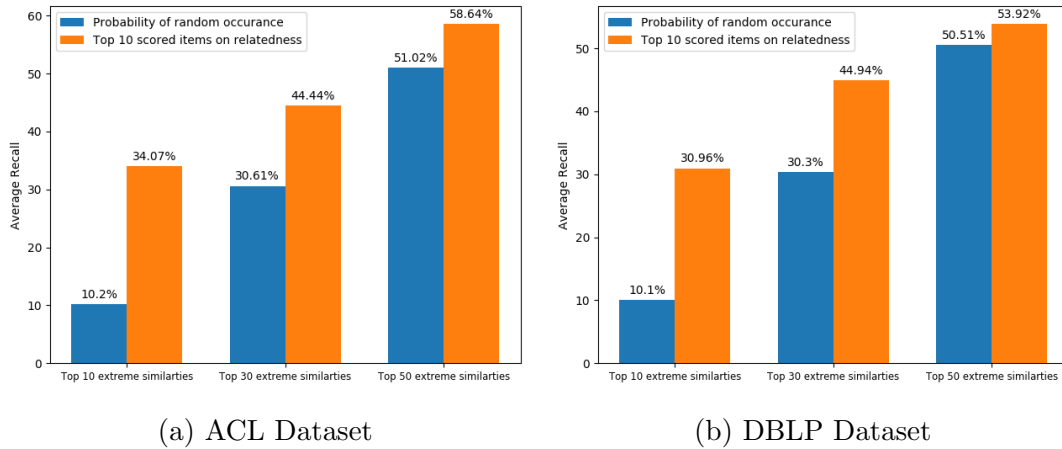 Probability of random occurance
Top 10 scored items on relatedness
Average Recall
60
50
40
30
20
10
0
10.2%
34.07%
30.61%
44.44%
51.02%
58.64%
Top 10 extreme similarties
Top 30 extreme similarties
Top 50 extreme similarties
(a) ACL Dataset
Probability of random occurance
Top 10 scored items on relatedness
Average Recall
50
40
30
20
10
0
10.1%
30.96%
30.3%
44.94%
50.51%
53.92%
Top 10 extreme similarties
Top 30 extreme similarties
Top 50 extreme similarties
(b) DBLP Dataset